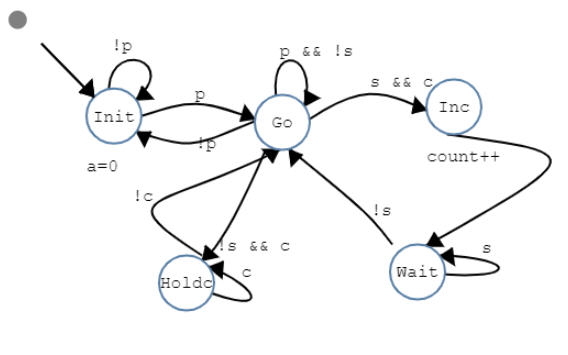 !p
p && !s
s && c
p
Init
Go
Inc
!p
a=0
count++
!c
!s
!s && c
s
c
Wait
Holdc